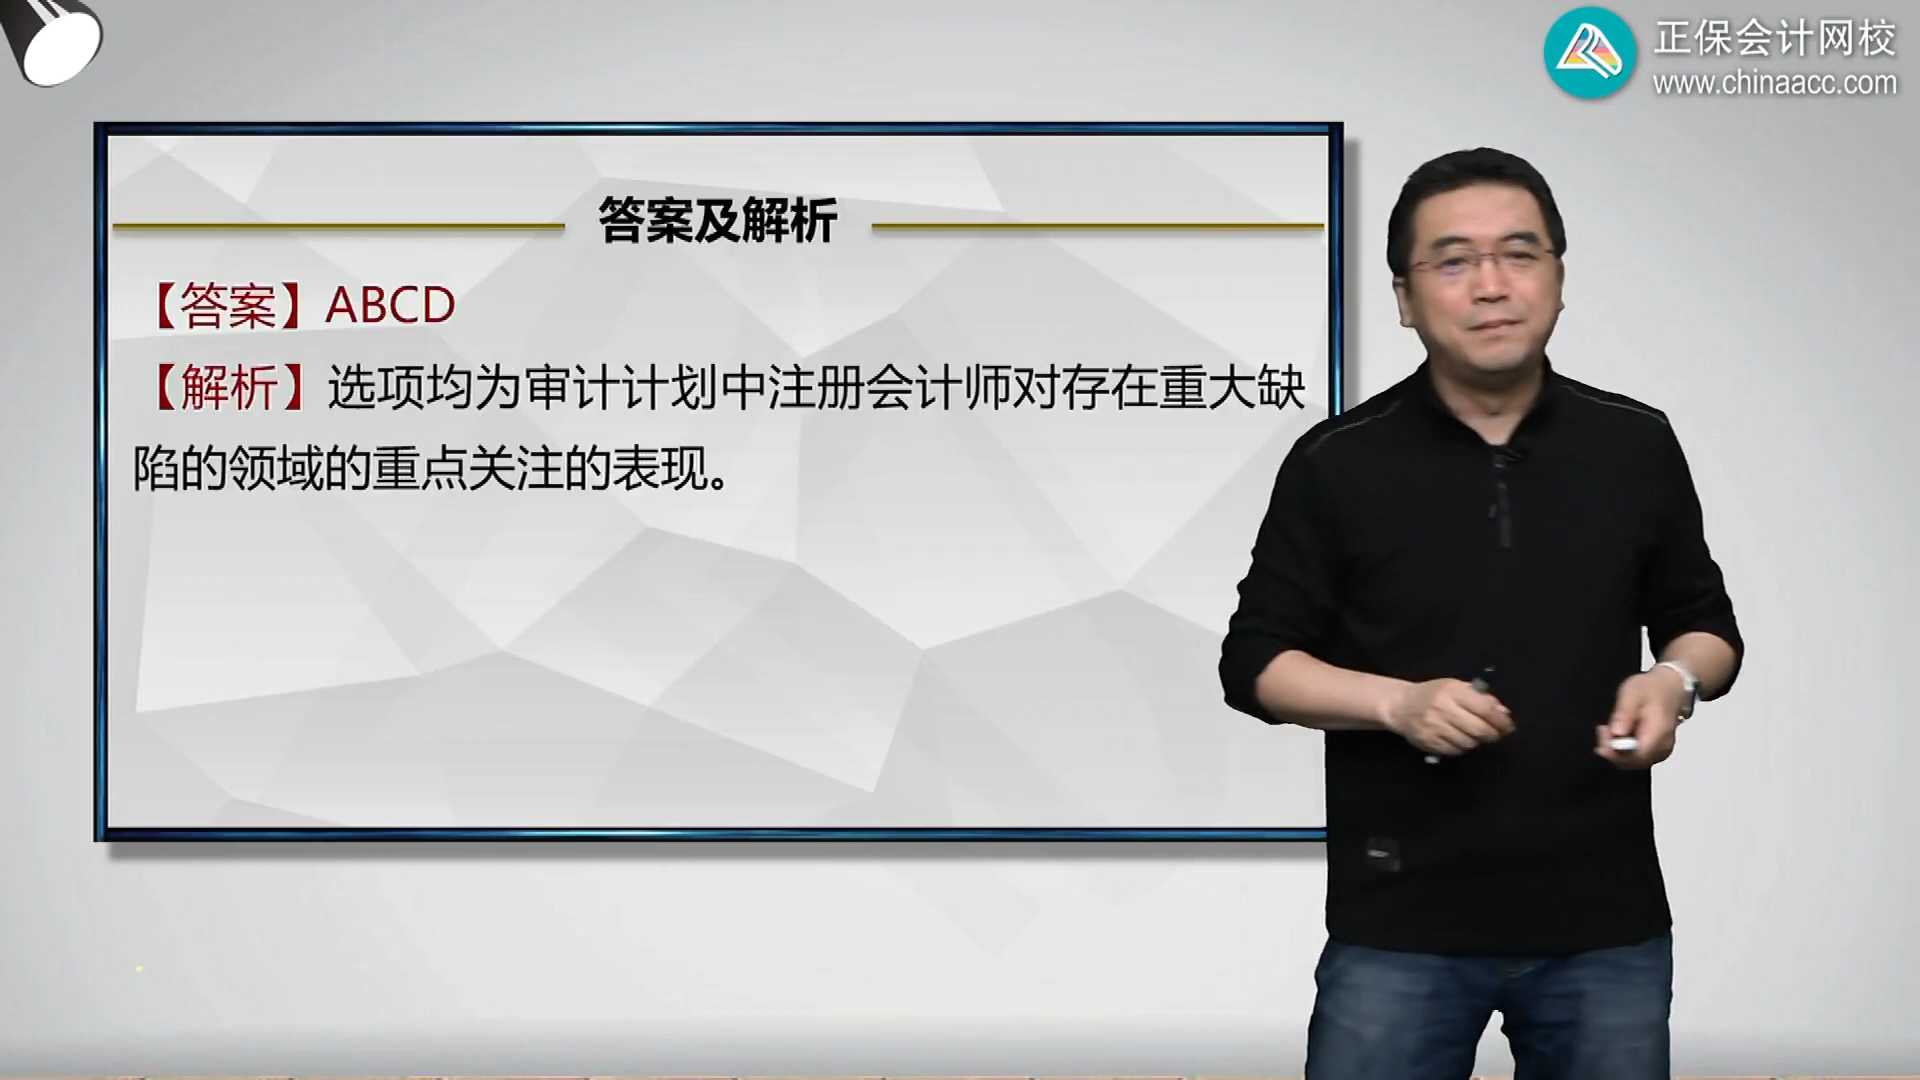 正保会计网校
www.chinaacc.com
答案及解析
【答案】ABCD
【解析】选项均为审计计划中注册会计师对存在重大缺
陷的领域的重点关注的表现。